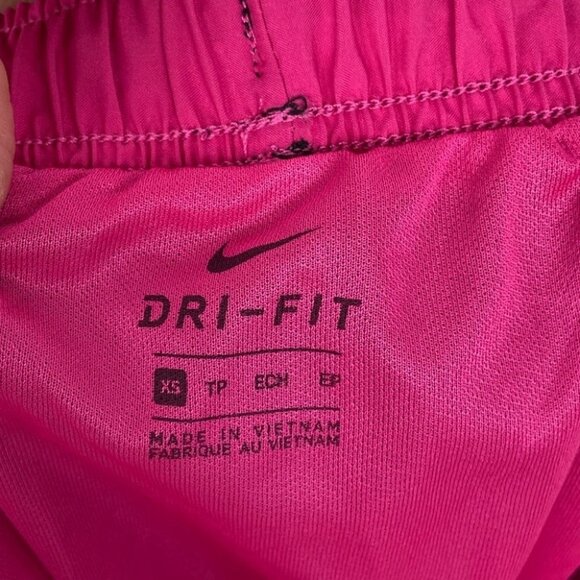 DRI-FIT
XS TP ECH EP
MADE IN VIETNAM
FABRIQUE AU VIETNAM